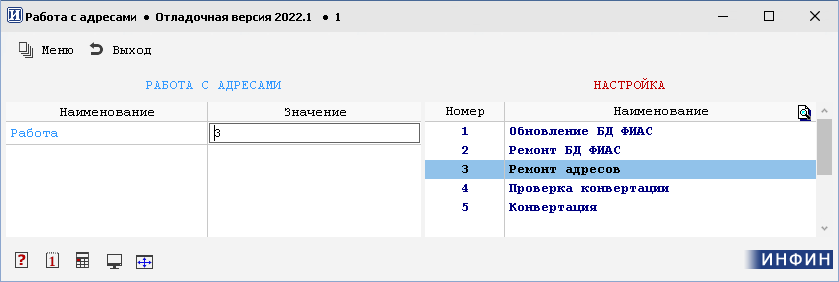 Работа с адресами ● Отладочная версия 2022.1 ● 1
Меню Выход
РАБОТА С АДРЕСАМИ НАСТРОЙКА
Наименование Значение Номер Наименование
Работа 3
1 Обновление БД ФИАС
2 Ремонт БД ФИАС
3 Ремонт адресов
4 Проверка конвертации
5 Конвертация
? 1 ИНФИН